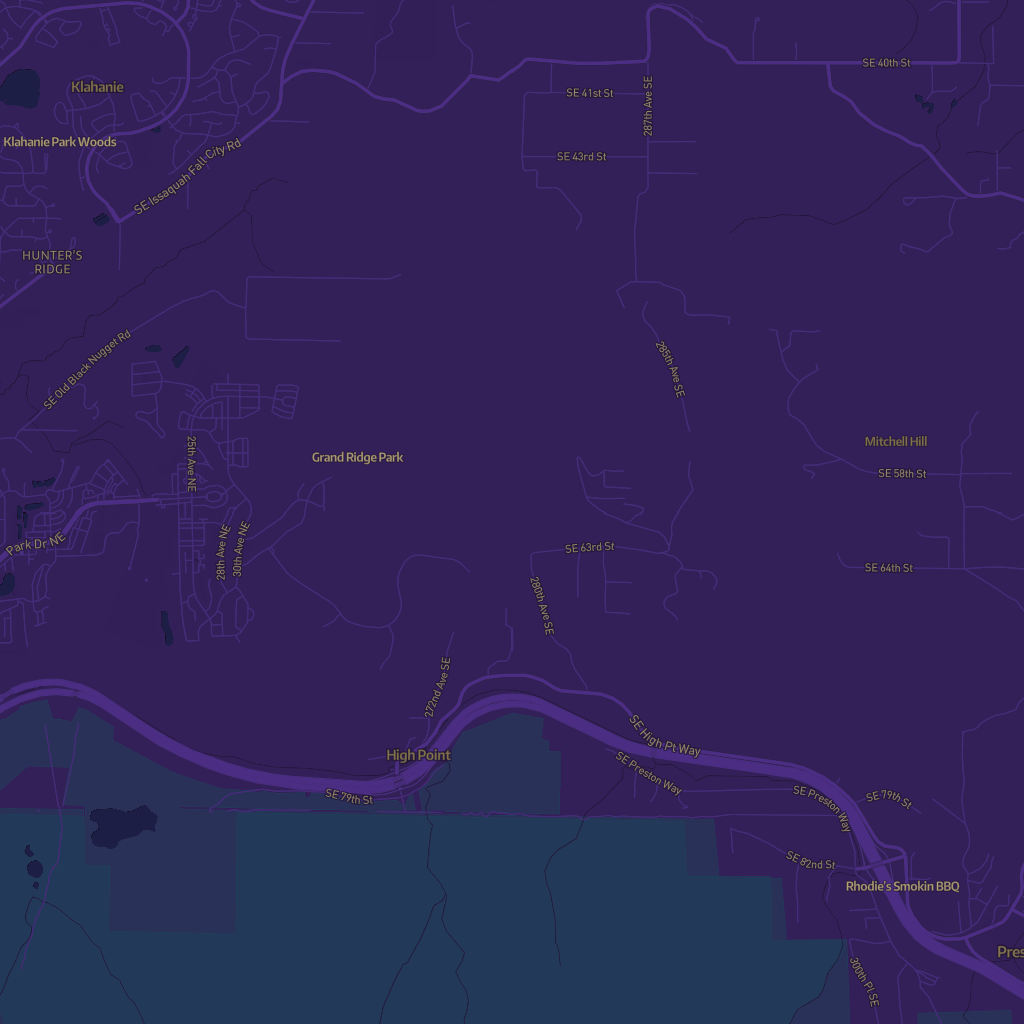 SE 40th St
Klahanie
SE 41st St
287th Ave SE
Klahanie Park Woods
SE Issaquah Fall City Rd
SE 43rd St
HUNTER'S
RIDGE
SE Old Black Nugget Rd
285th Ave SE
Mitchell Hill
25th Ave NE
Grand Ridge Park
SE 58th St
Park Dr NE
28th Ave NE
30th Ave NE
SE 63rd St
SE 64th St
280th Ave SE
272nd Ave SE
SE High Pt Way
High Point
SE Preston Way
SE 79th St
SE Preston Way
SE 79th St
SE 82nd St
Rhodie's Smokin BBQ
Pres
300th Pl SE